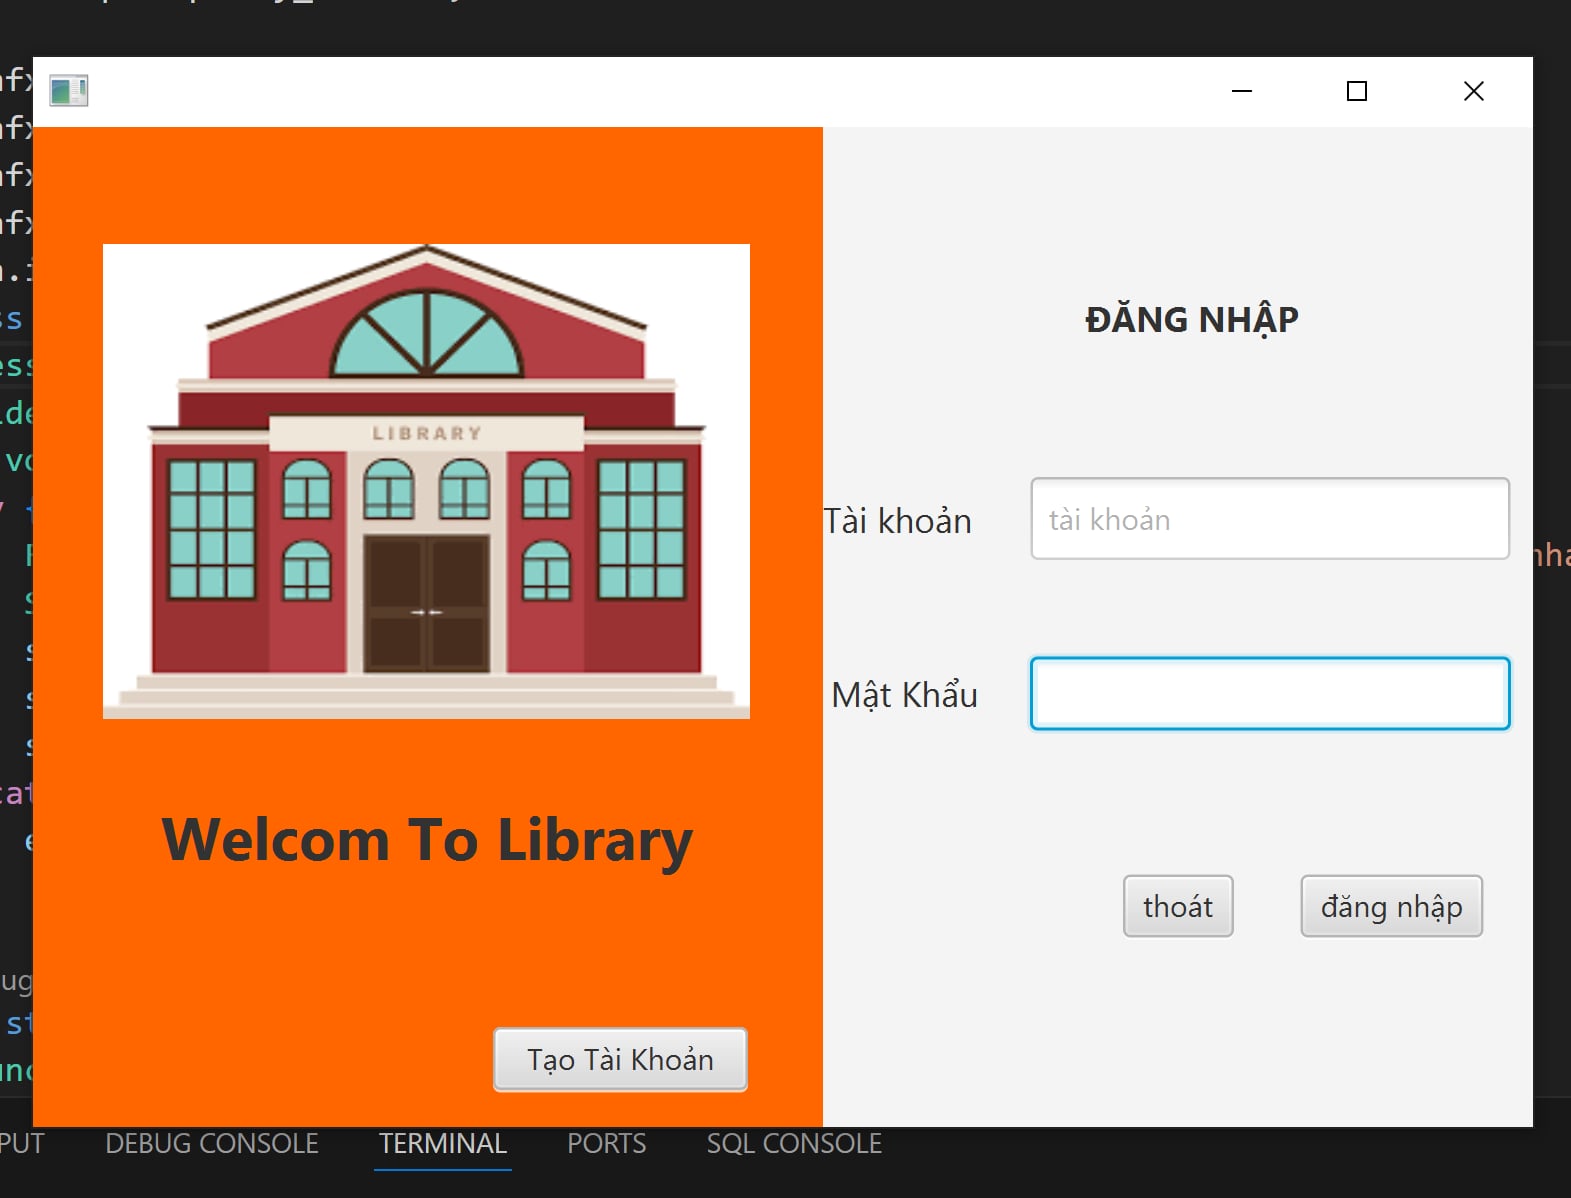 LIBRARY
Welcom To Library
Tạo Tài Khoản
ĐĂNG NHẬP
Tài khoản
tài khoản
Mật Khẩu
thoát
đăng nhập
DEBUG CONSOLE
TERMINAL
PORTS
SQL CONSOLE